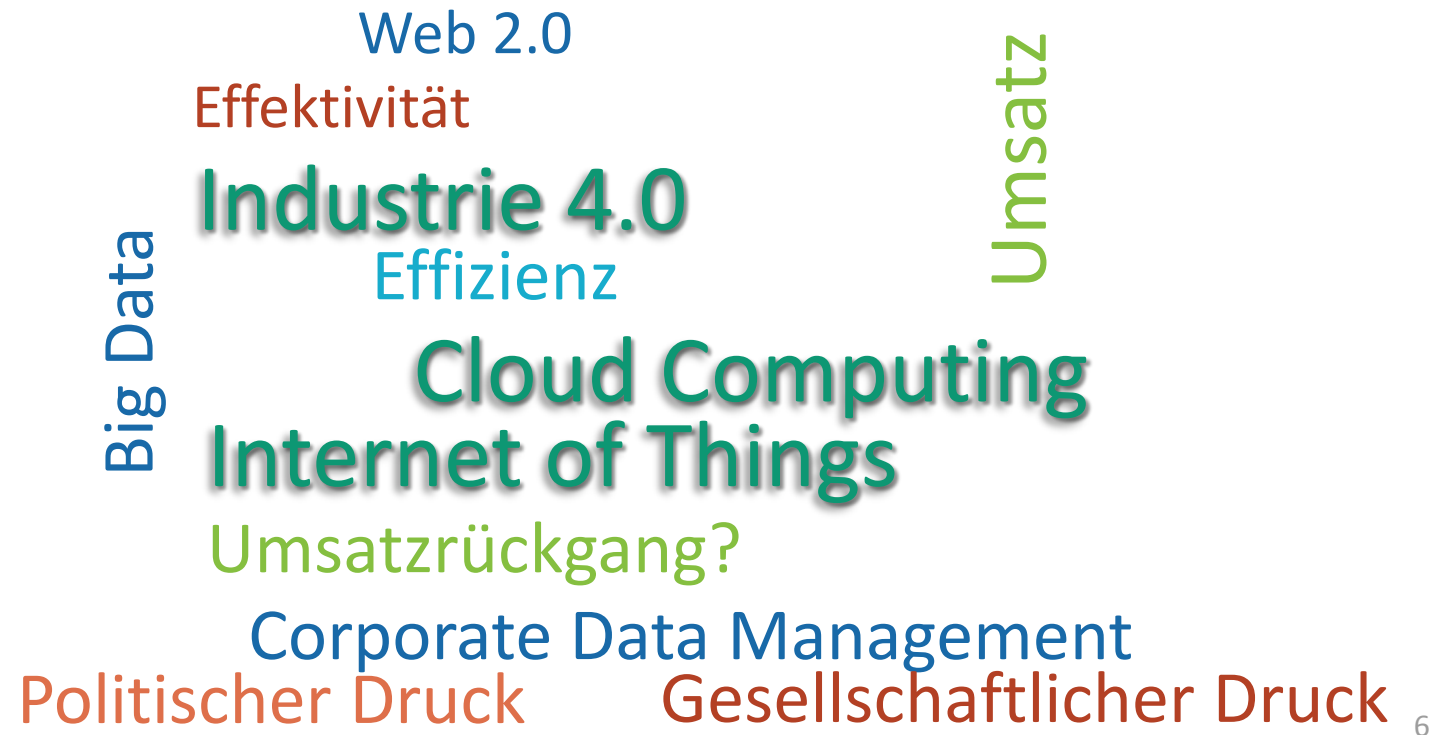 Web 2.0
Umsatz
Effektivität
Industrie 4.0
Big Data
Effizienz
Cloud Computing
Internet of Things
Umsatzrückgang?
Corporate Data Management
Politischer Druck
Gesellschaftlicher Druck
6